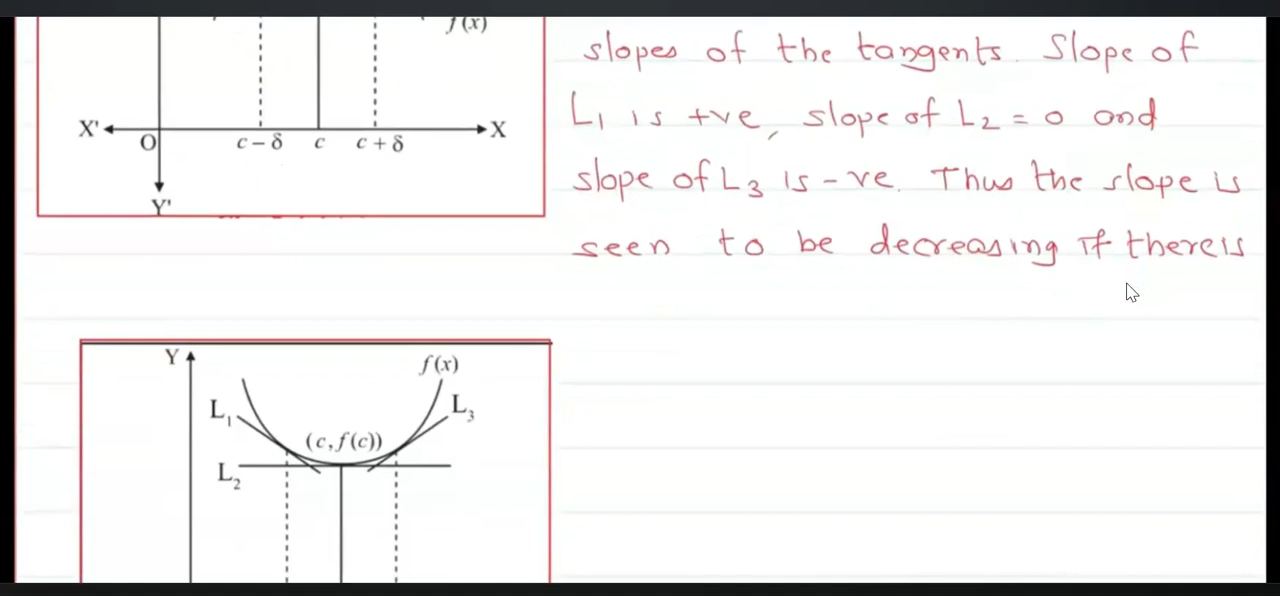 f(x)
X' O c – δ c c + δ X
Y'
slopes of the tangents. Slope of
L₁ is +ve, slope of L₂ = 0 and
slope of L₃ is -ve. Thus the slope is
seen to be decreasing if there is
Y f(x)
L₁ L₃
(c, f(c))
L₂